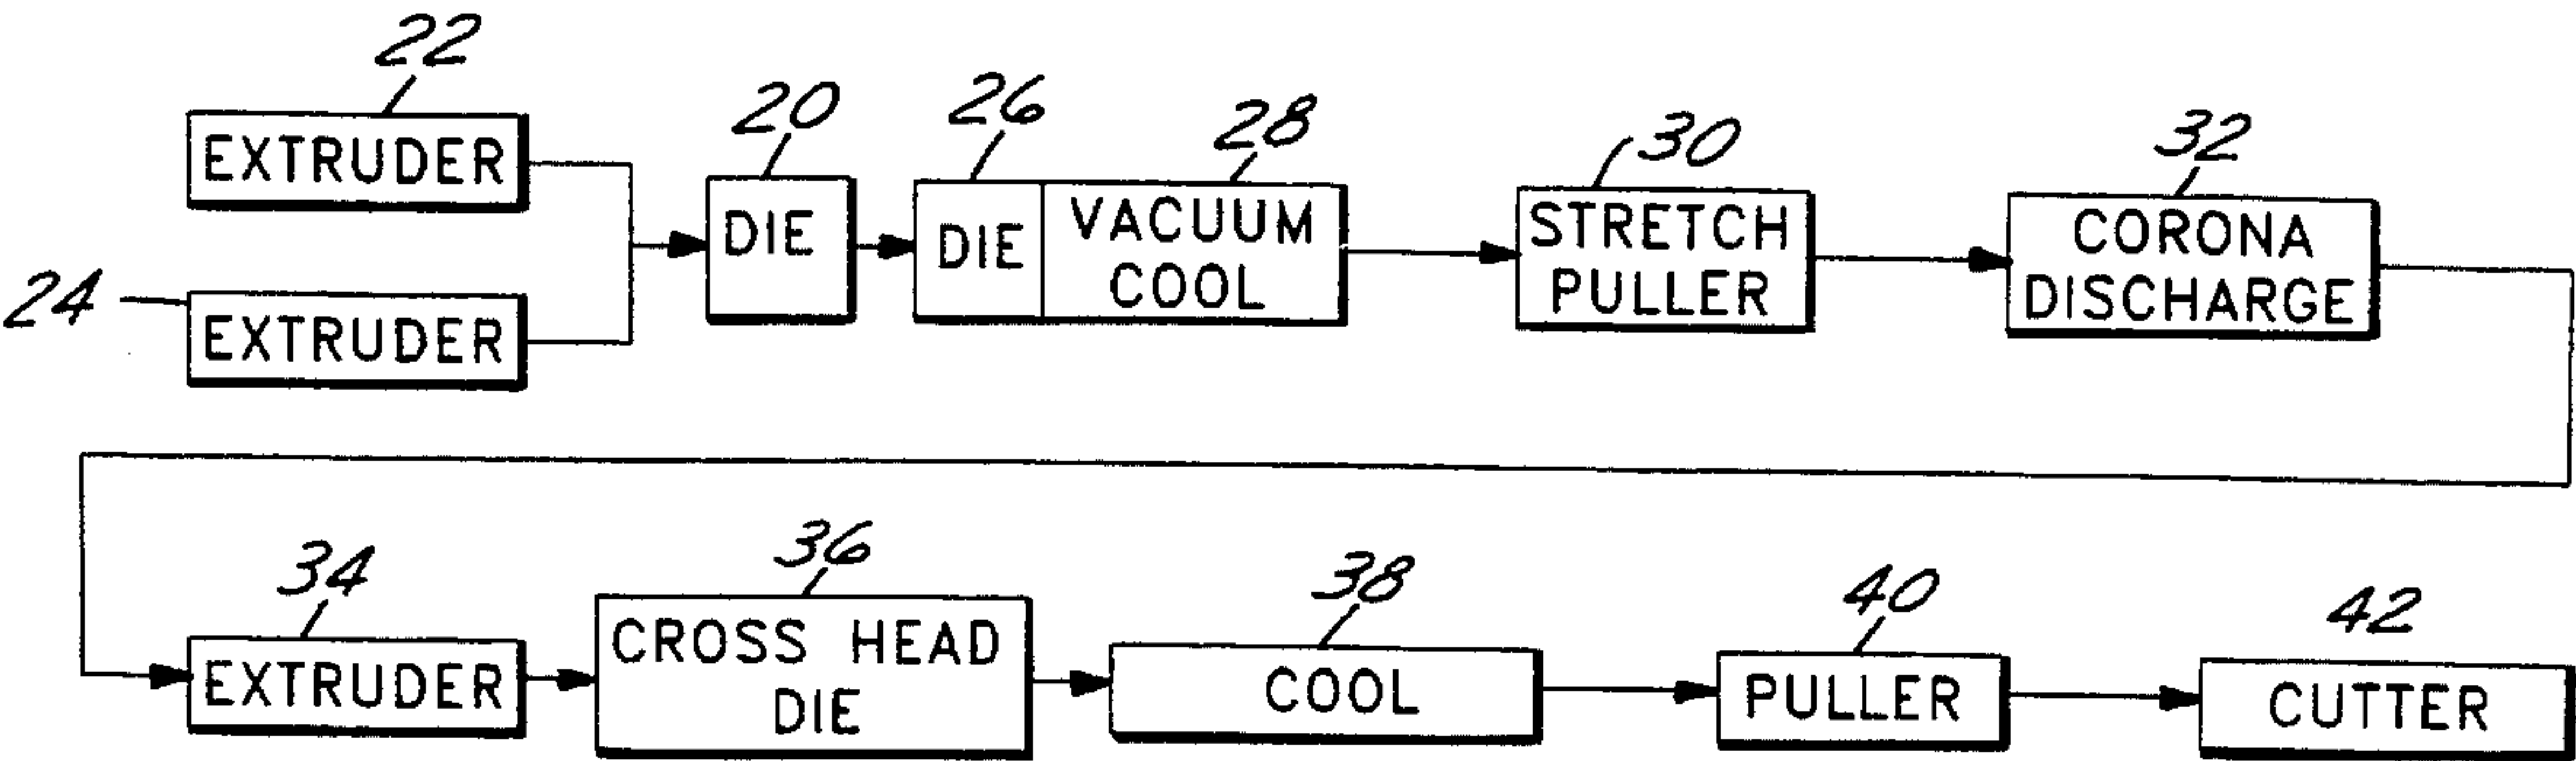 22
EXTRUDER
24
EXTRUDER
20
DIE
26
DIE
28
VACUUM
COOL
30
STRETCH
PULLER
32
CORONA
DISCHARGE
34
EXTRUDER
36
CROSS HEAD
DIE
38
COOL
40
PULLER
42
CUTTER